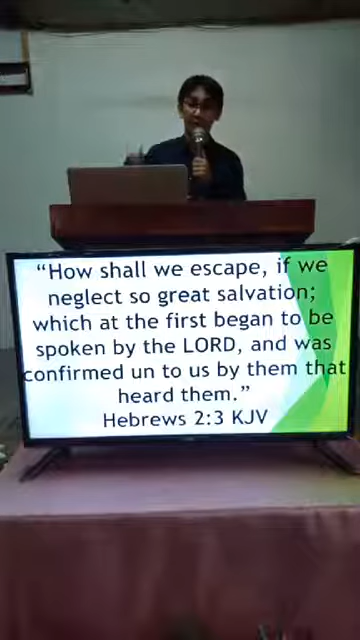 “How shall we escape, if we
neglect so great salvation;
which at the first began to be
spoken by the LORD, and was
confirmed un to us by them that
heard them.”
Hebrews 2:3 KJV